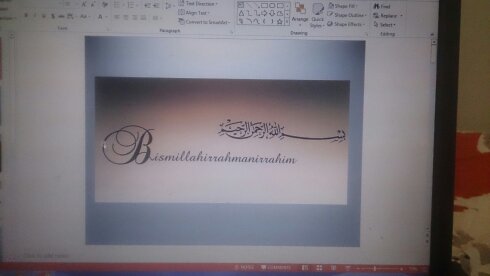 Text Direction
Align Text
Convert to SmartArt
Paragraph
Arrange
Quick
Styles
Shape Fill
Shape Outline
Shape Effects
Drawing
Find
Replace
Select
Editing
بسم الله الرحمن الرحيم
Bismillahirrahmanirrahim
Click to add notes
NOTES
COMMENTS